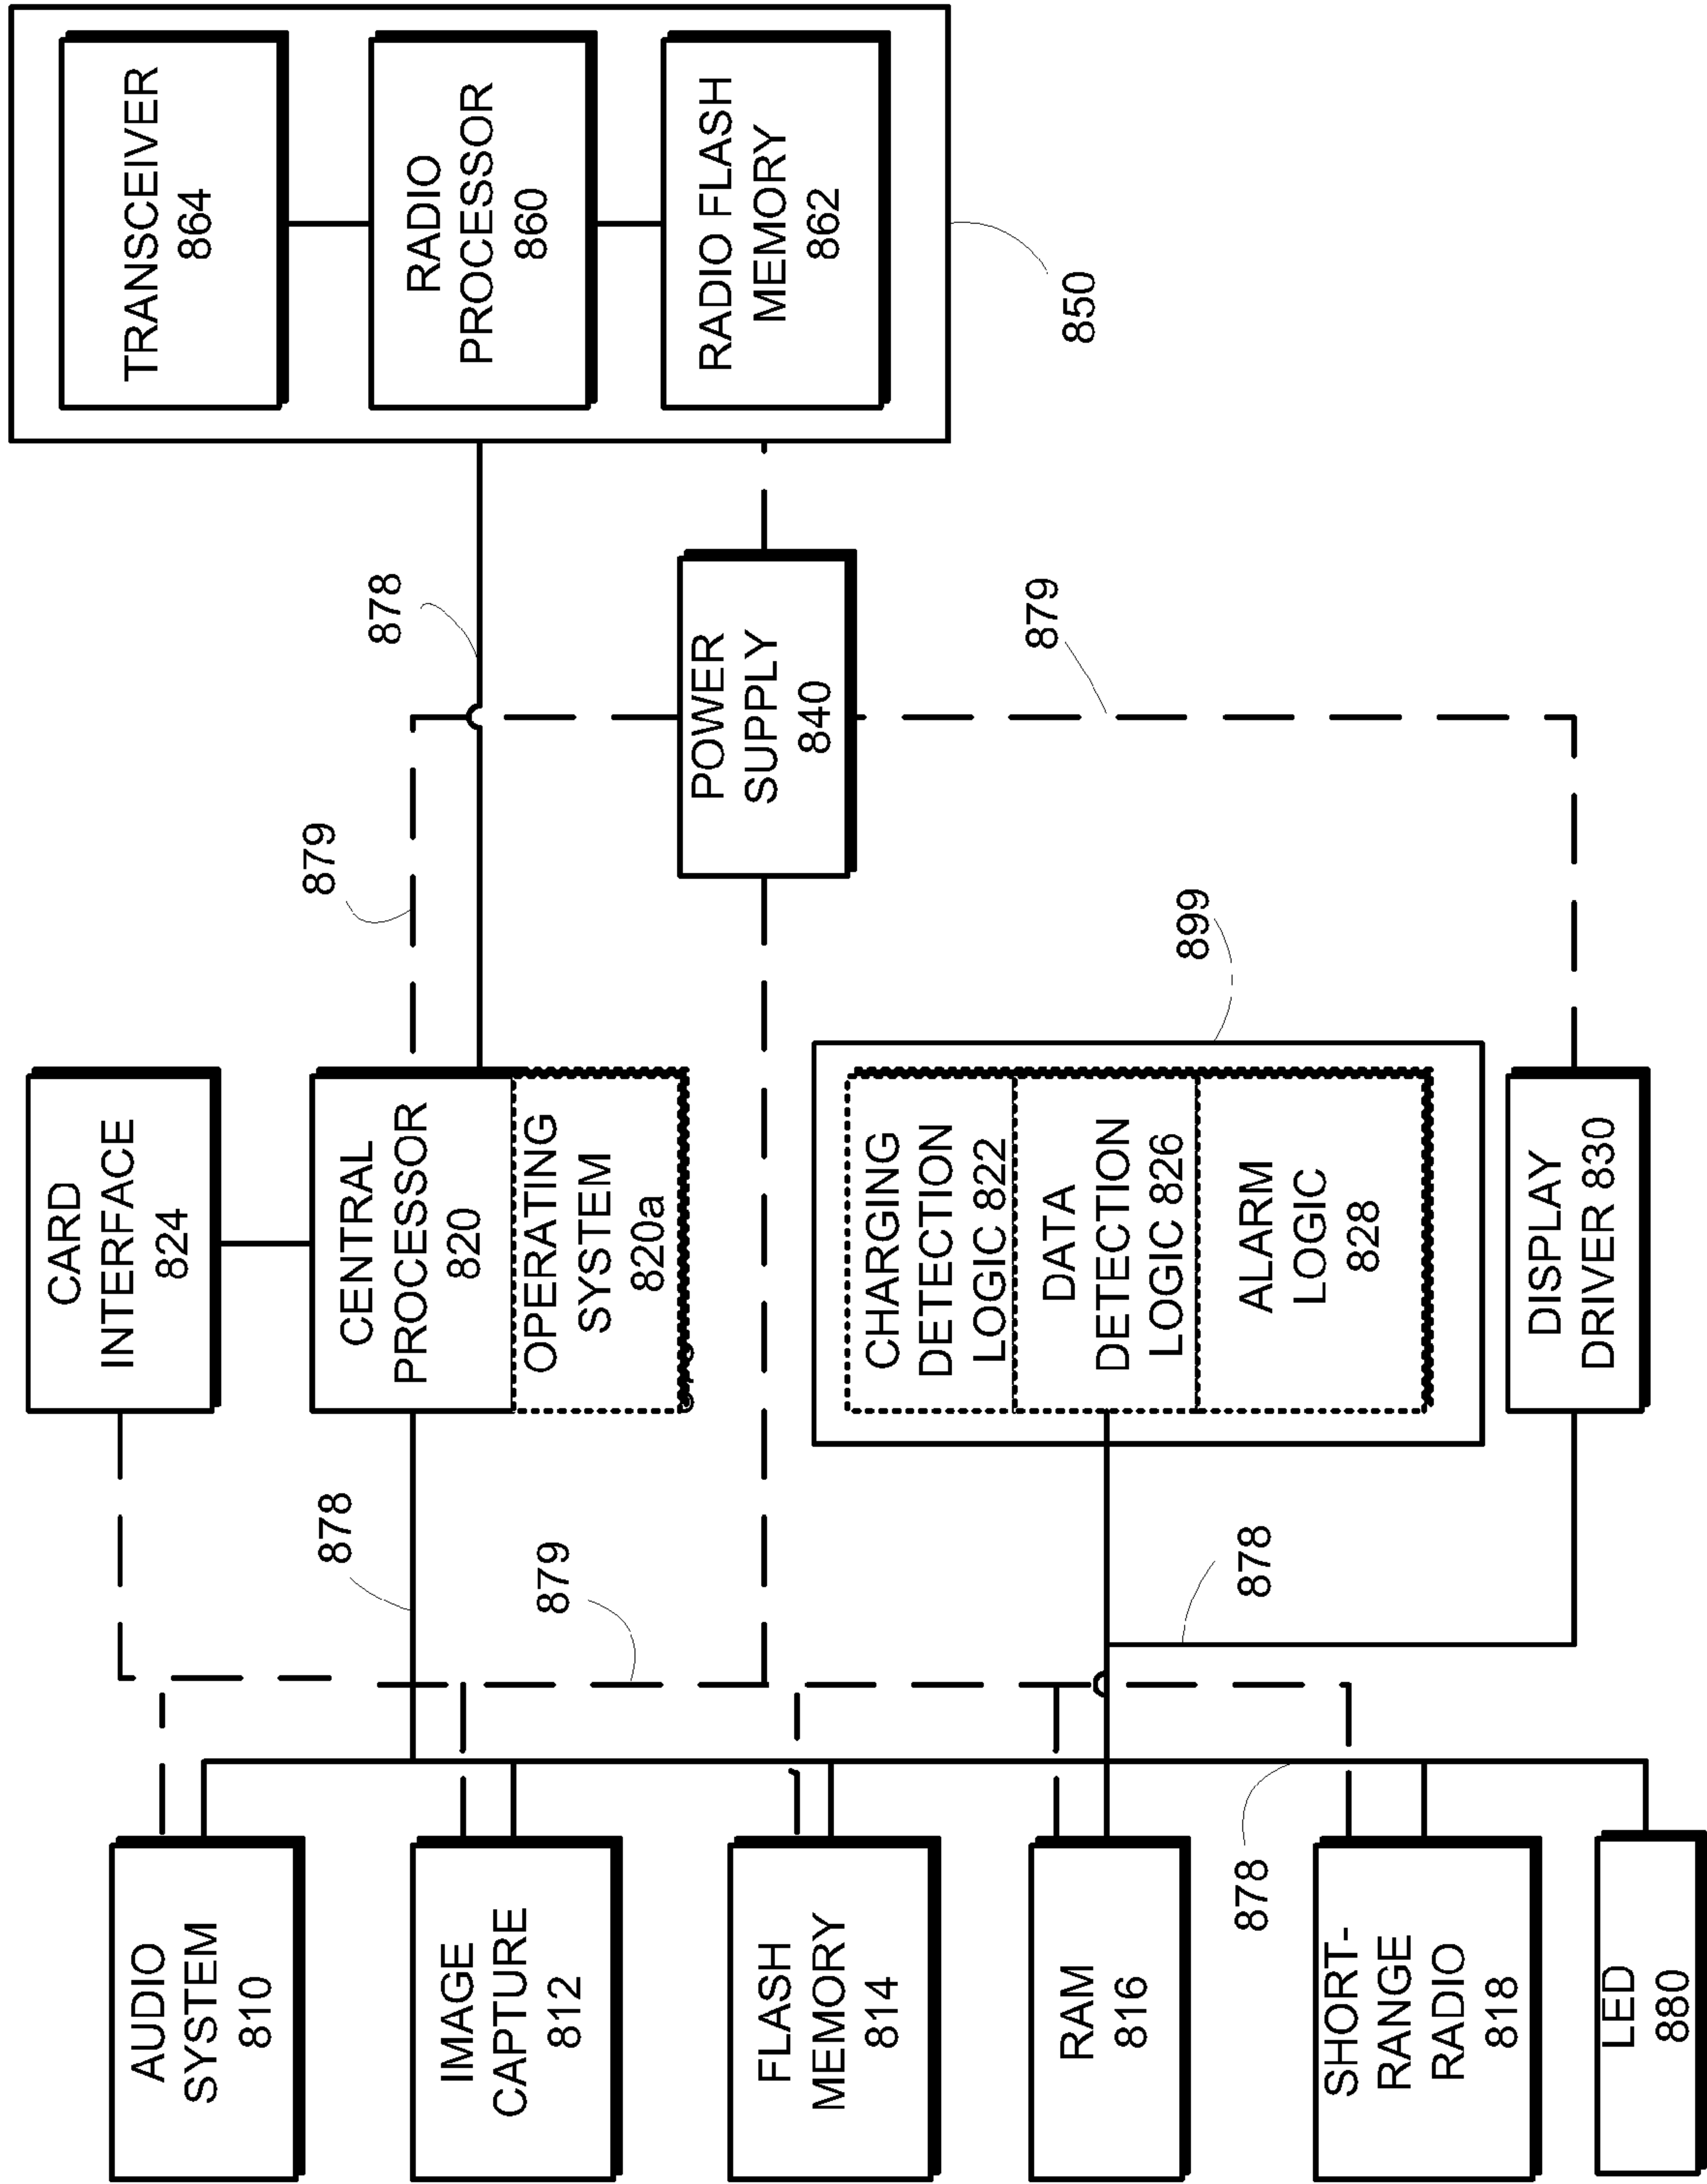 AUDIO
SYSTEM
810
IMAGE
CAPTURE
812
FLASH
MEMORY
814
RAM
816
SHORT-
RANGE
RADIO
818
LED
880
878
879
878
878
CARD
INTERFACE
824
CENTRAL
PROCESSOR
820
OPERATING
SYSTEM
820a
CHARGING
DETECTION
LOGIC 822
DATA
DETECTION
LOGIC 826
ALARM
LOGIC
828
DISPLAY
DRIVER 830
899
879
878
POWER
SUPPLY
840
879
TRANSCEIVER
864
RADIO
PROCESSOR
860
RADIO FLASH
MEMORY
862
850